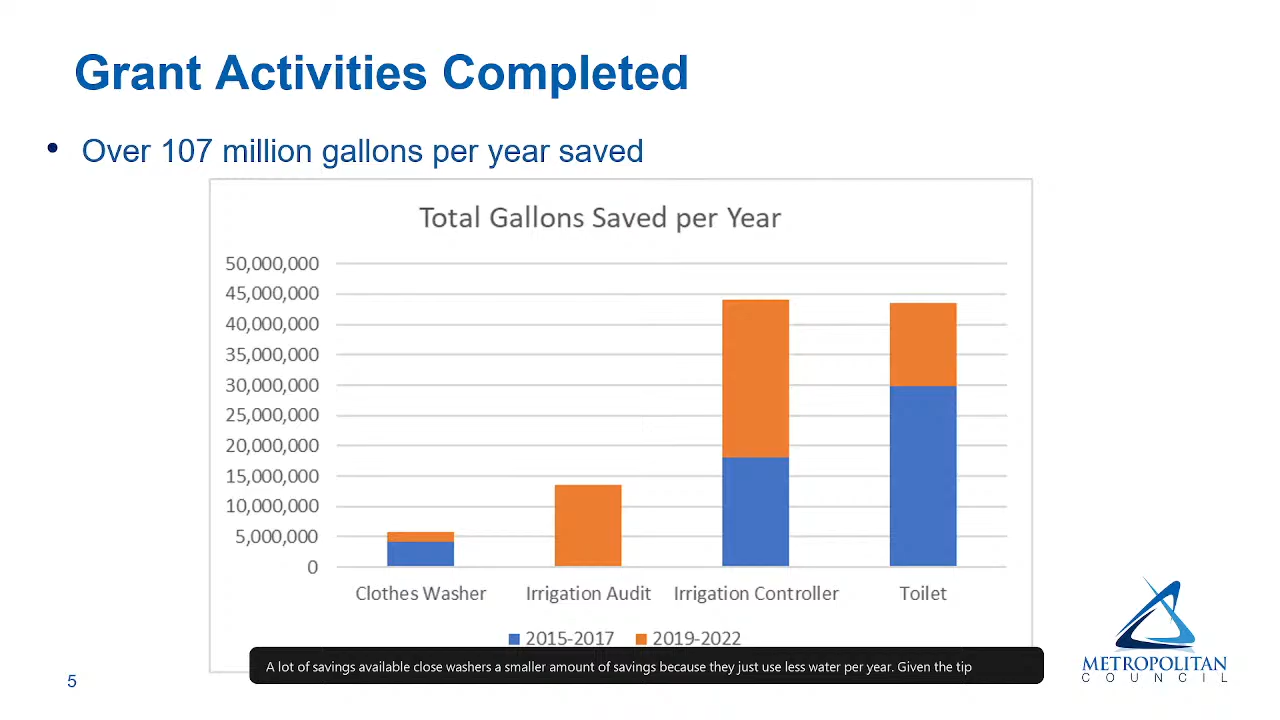 Grant Activities Completed
• Over 107 million gallons per year saved
Total Gallons Saved per Year
50,000,000
45,000,000
40,000,000
35,000,000
30,000,000
25,000,000
20,000,000
15,000,000
10,000,000
5,000,000
0
Clothes Washer Irrigation Audit Irrigation Controller Toilet
2015-2017 2019-2022
A lot of savings available close washers a smaller amount of savings because they just use less water per year. Given the tip
5
METROPOLITAN
COUNCIL